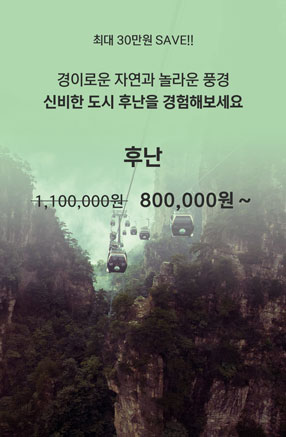 최대 30만원 SAVE!!
경이로운 자연과 놀라운 풍경
신비한 도시 후난을 경험해보세요
후난
1,100,000원 800,000원~